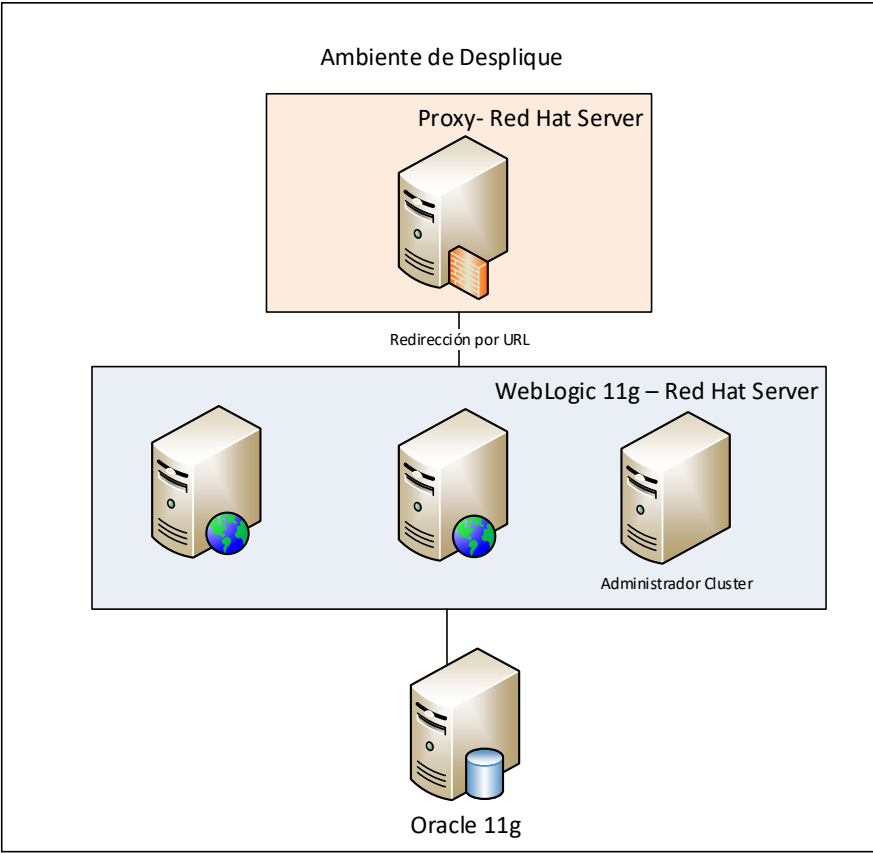 Ambiente de Desplique
Proxy- Red Hat Server
Redirección por URL
WebLogic 11g – Red Hat Server
Administrador Cluster
Oracle 11g